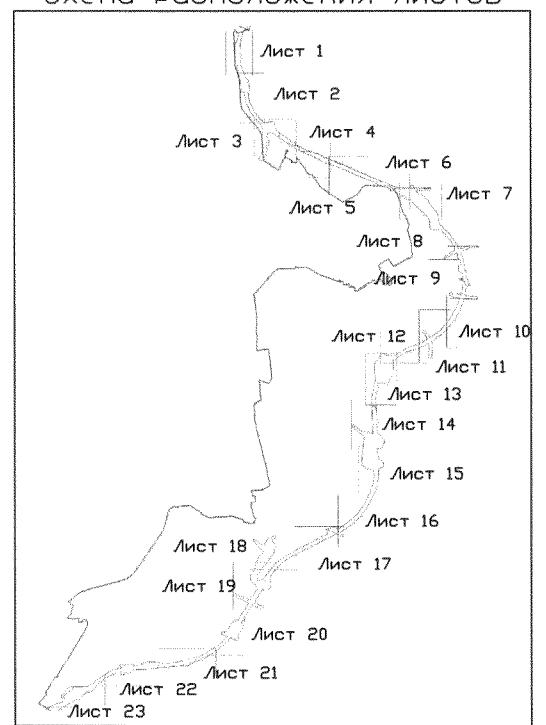 Схема расположения листов
Лист 1
Лист 2
Лист 3
Лист 4
Лист 5
Лист 6
Лист 7
Лист 8
Лист 9
Лист 10
Лист 11
Лист 12
Лист 13
Лист 14
Лист 15
Лист 16
Лист 17
Лист 18
Лист 19
Лист 20
Лист 21
Лист 22
Лист 23